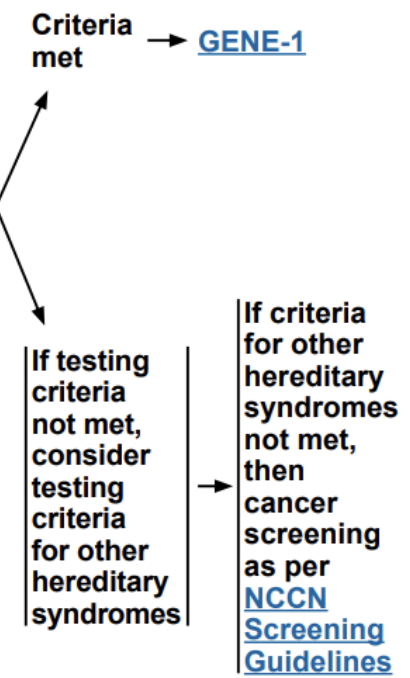 Criteria
met
GENE-1
If testing
criteria
not met,
consider
testing
criteria
for other
hereditary
syndromes
If criteria
for other
hereditary
syndromes
not met,
then
cancer
screening
as per
NCCN
Screening
Guidelines